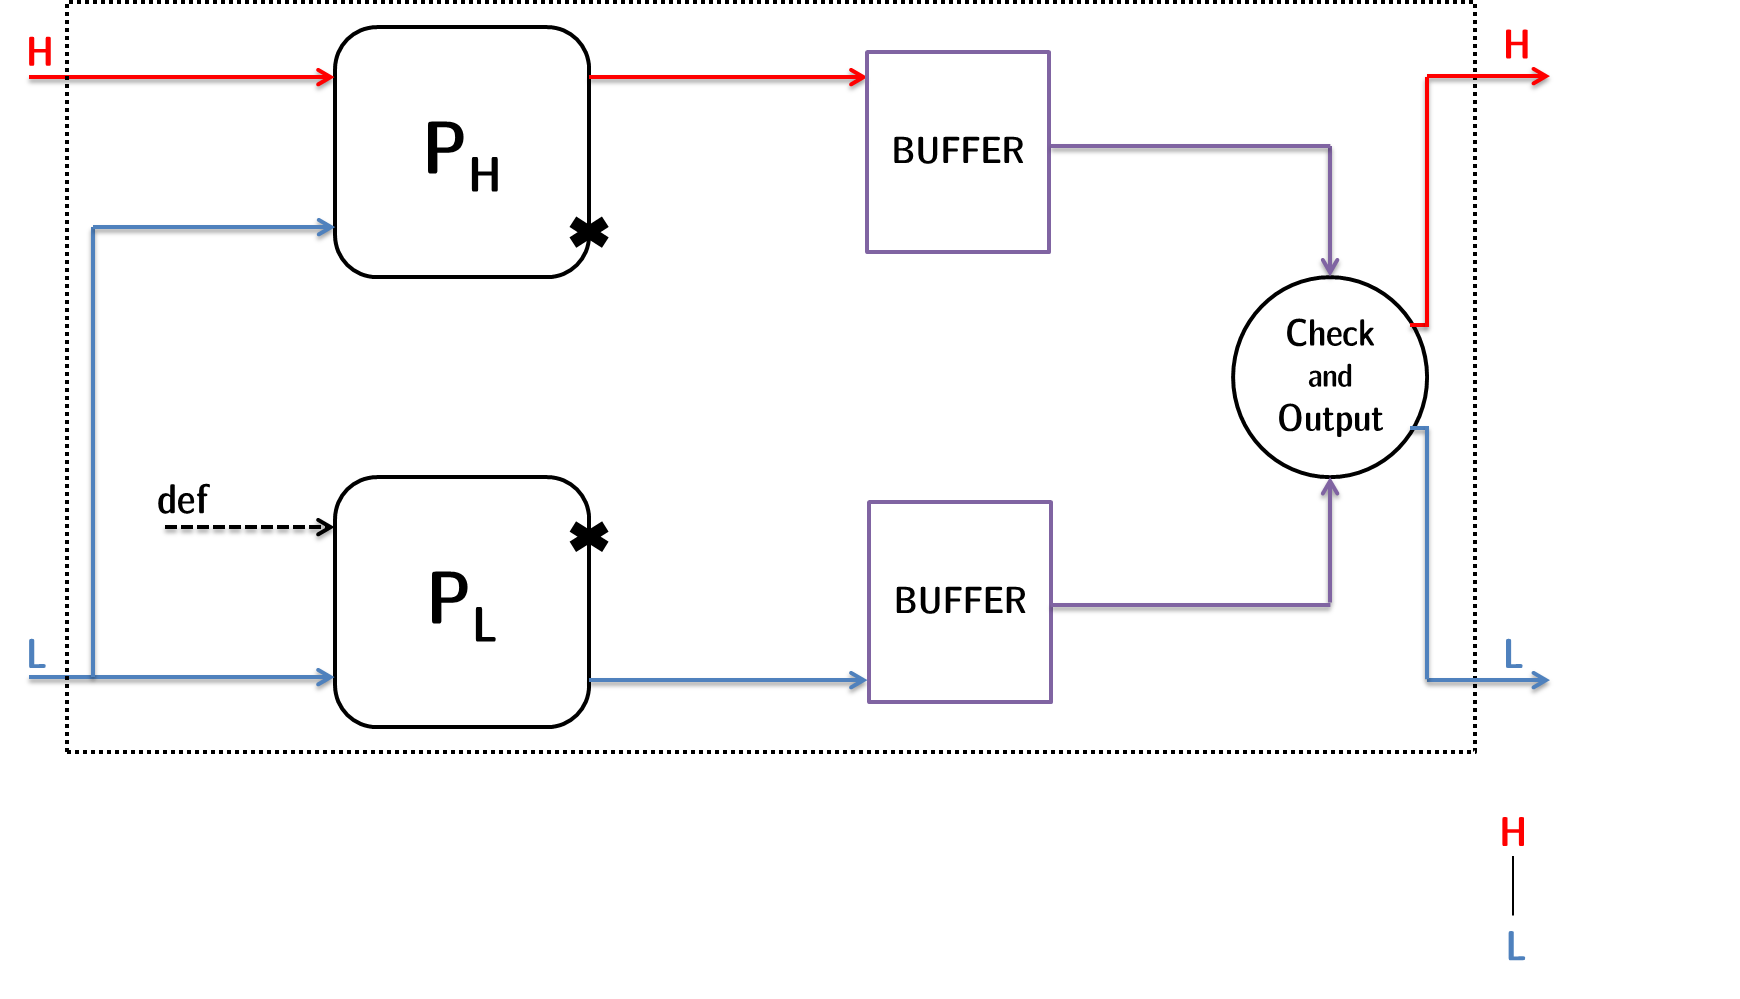 H
H
P_H
BUFFER
Check
and
Output
def
P_L
BUFFER
L
L
H
L